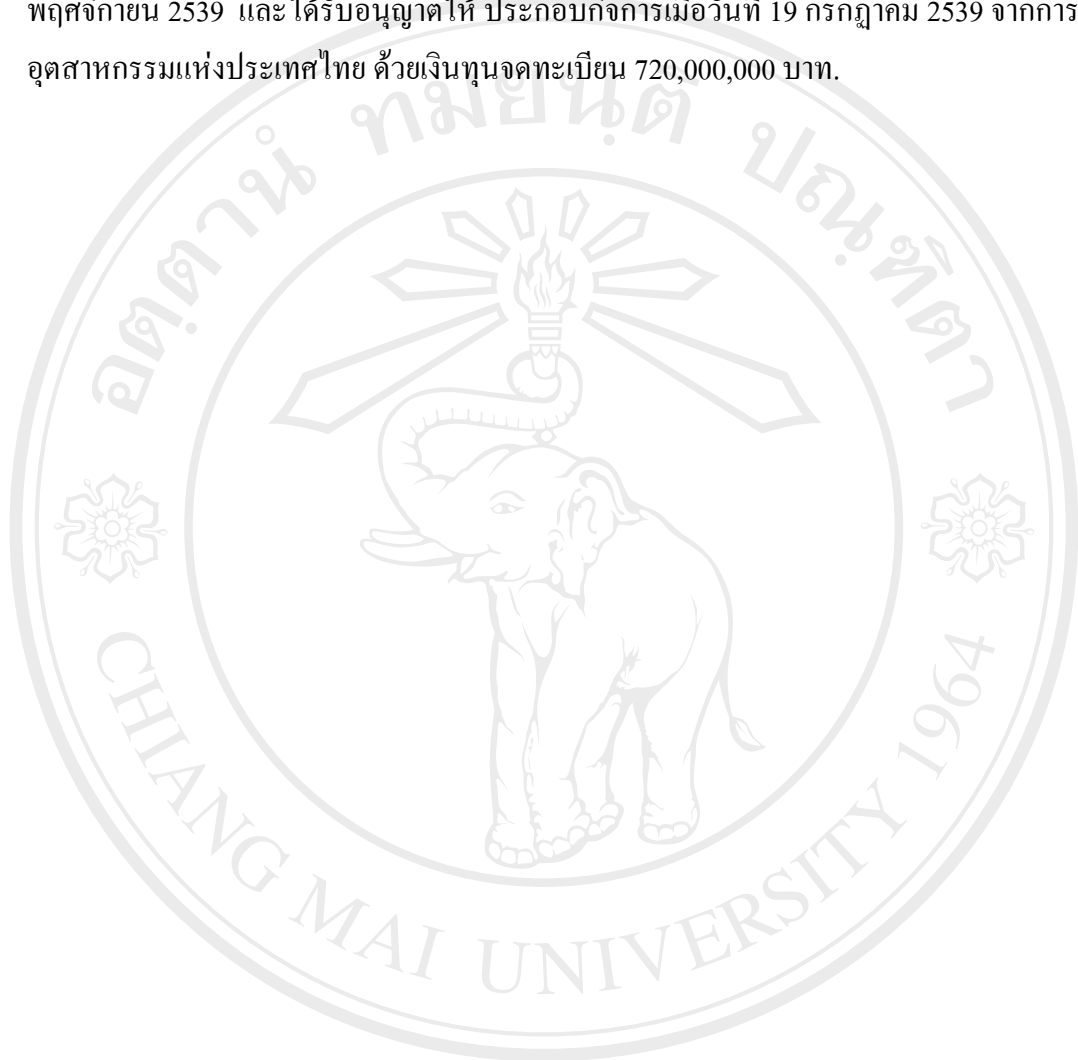 พฤศจิกายน 2539 และได้รับอนุญาตให้ ประกอบกิจการเมื่อวันที่ 19 กรกฎาคม 2539 จากการ
อุตสาหกรรมแห่งประเทศไทย ด้วยเงินทุนจดทะเบียน 720,000,000 บาท.
อตฺตานํ ทมยนฺติ ปณฺฑิตา
CHIANG MAI UNIVERSITY 1964